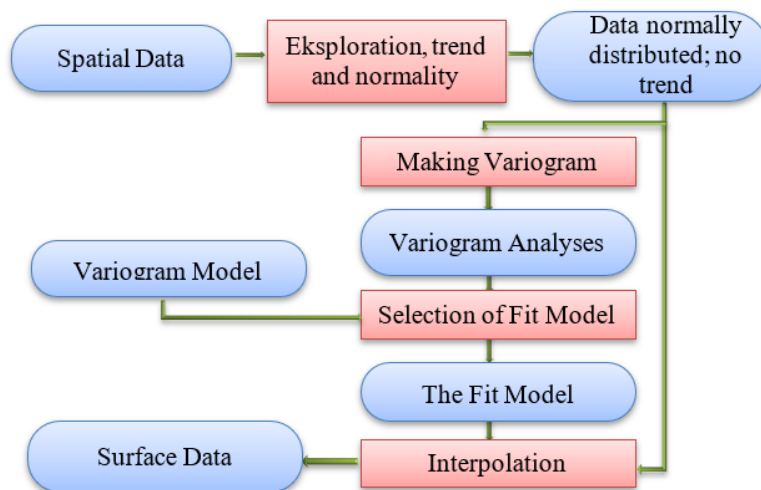 Spatial Data
Eksploration, trend
and normality
Data normally
distributed; no
trend
Making Variogram
Variogram Analyses
Variogram Model
Selection of Fit Model
The Fit Model
Surface Data
Interpolation